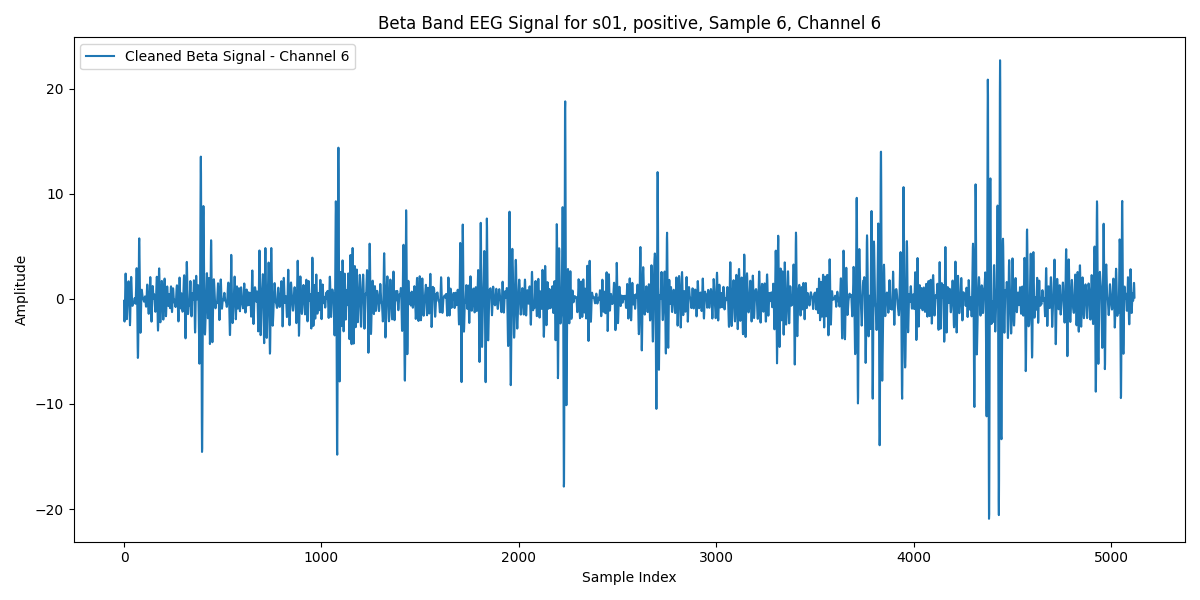 Beta Band EEG Signal for s01, positive, Sample 6, Channel 6
Cleaned Beta Signal - Channel 6
Amplitude
20
10
0
−10
−20
0 1000 2000 3000 4000 5000
Sample Index